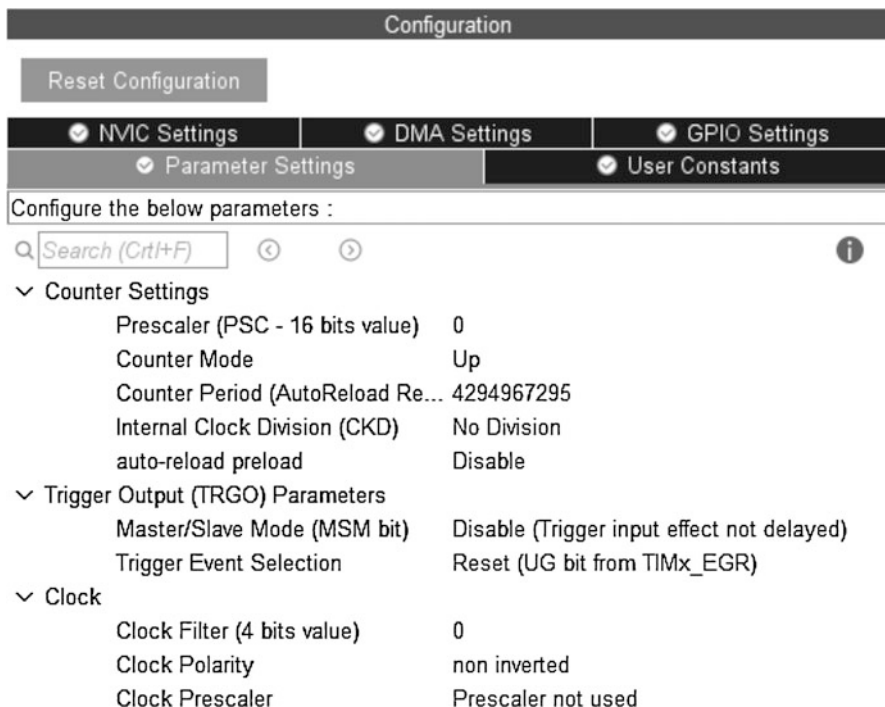 Configuration
Reset Configuration
NVIC Settings DMA Settings GPIO Settings
Parameter Settings User Constants
Configure the below parameters :
Search (Crtl+F)
Counter Settings
Prescaler (PSC - 16 bits value) 0
Counter Mode Up
Counter Period (AutoReload Re... 4294967295
Internal Clock Division (CKD) No Division
auto-reload preload Disable
Trigger Output (TRGO) Parameters
Master/Slave Mode (MSM bit) Disable (Trigger input effect not delayed)
Trigger Event Selection Reset (UG bit from TIMx_EGR)
Clock
Clock Filter (4 bits value) 0
Clock Polarity non inverted
Clock Prescaler Prescaler not used